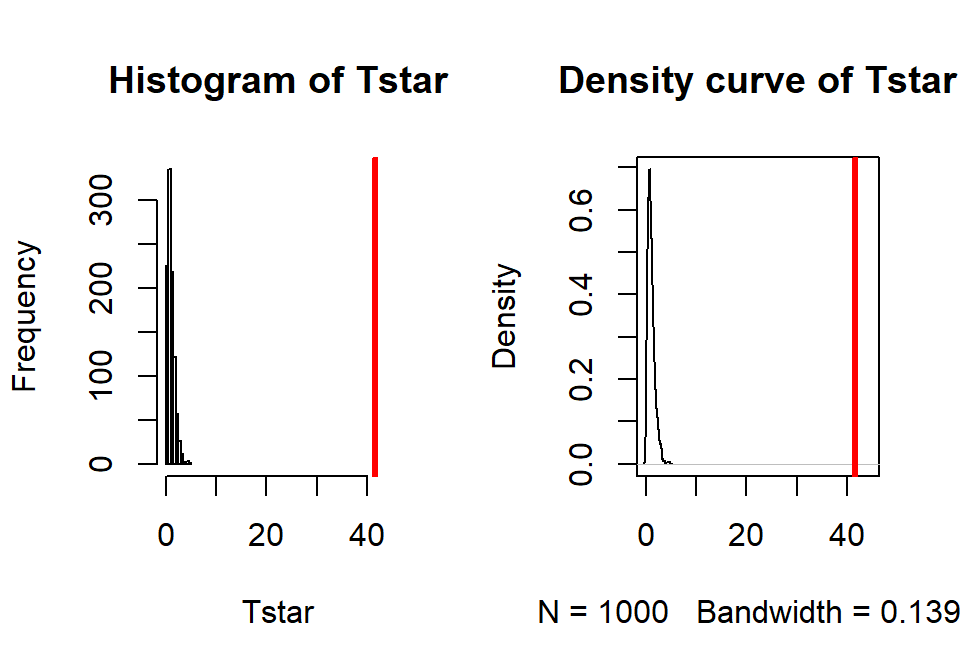 Histogram of Tstar
Frequency
300
200
100
0
0 20 40
Tstar
Density curve of Tstar
Density
0.6
0.4
0.2
0.0
0 20 40
N = 1000 Bandwidth = 0.139